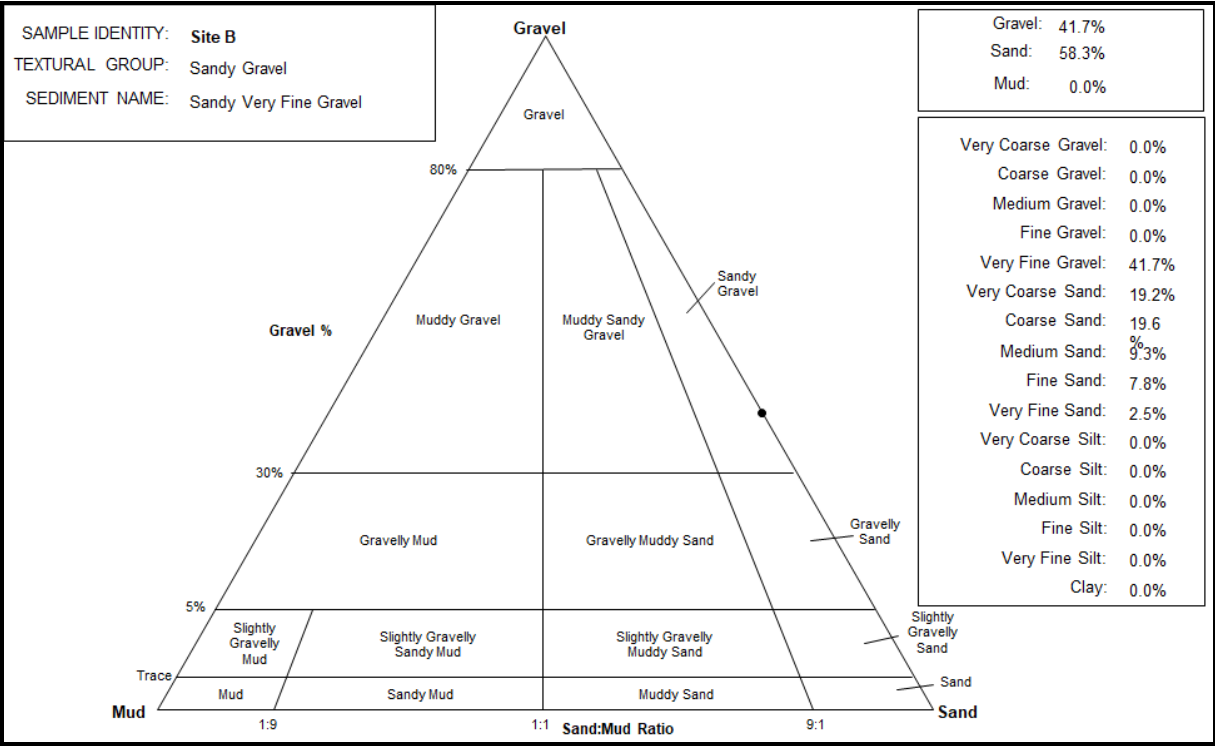 SAMPLE IDENTITY: Site B
TEXTURAL GROUP: Sandy Gravel
SEDIMENT NAME: Sandy Very Fine Gravel
Gravel: 41.7%
Sand: 58.3%
Mud: 0.0%
Very Coarse Gravel: 0.0%
Coarse Gravel: 0.0%
Medium Gravel: 0.0%
Fine Gravel: 0.0%
Very Fine Gravel: 41.7%
Very Coarse Sand: 19.2%
Coarse Sand: 19.6
%
Medium Sand: 9.3%
Fine Sand: 7.8%
Very Fine Sand: 2.5%
Very Coarse Silt: 0.0%
Coarse Silt: 0.0%
Medium Silt: 0.0%
Fine Silt: 0.0%
Very Fine Silt: 0.0%
Clay: 0.0%
Gravel
Gravel
80%
Sandy
Gravel
Gravel %
Muddy Gravel
Muddy Sandy
Gravel
30%
Gravelly Mud
Gravelly Muddy Sand
Gravelly
Sand
5%
Slightly
Gravelly
Mud
Slightly Gravelly
Sandy Mud
Slightly Gravelly
Muddy Sand
Slightly
Gravelly
Sand
Trace
Mud
Sandy Mud
Muddy Sand
Sand
Mud
Sand
1:9
1:1
9:1
Sand:Mud Ratio